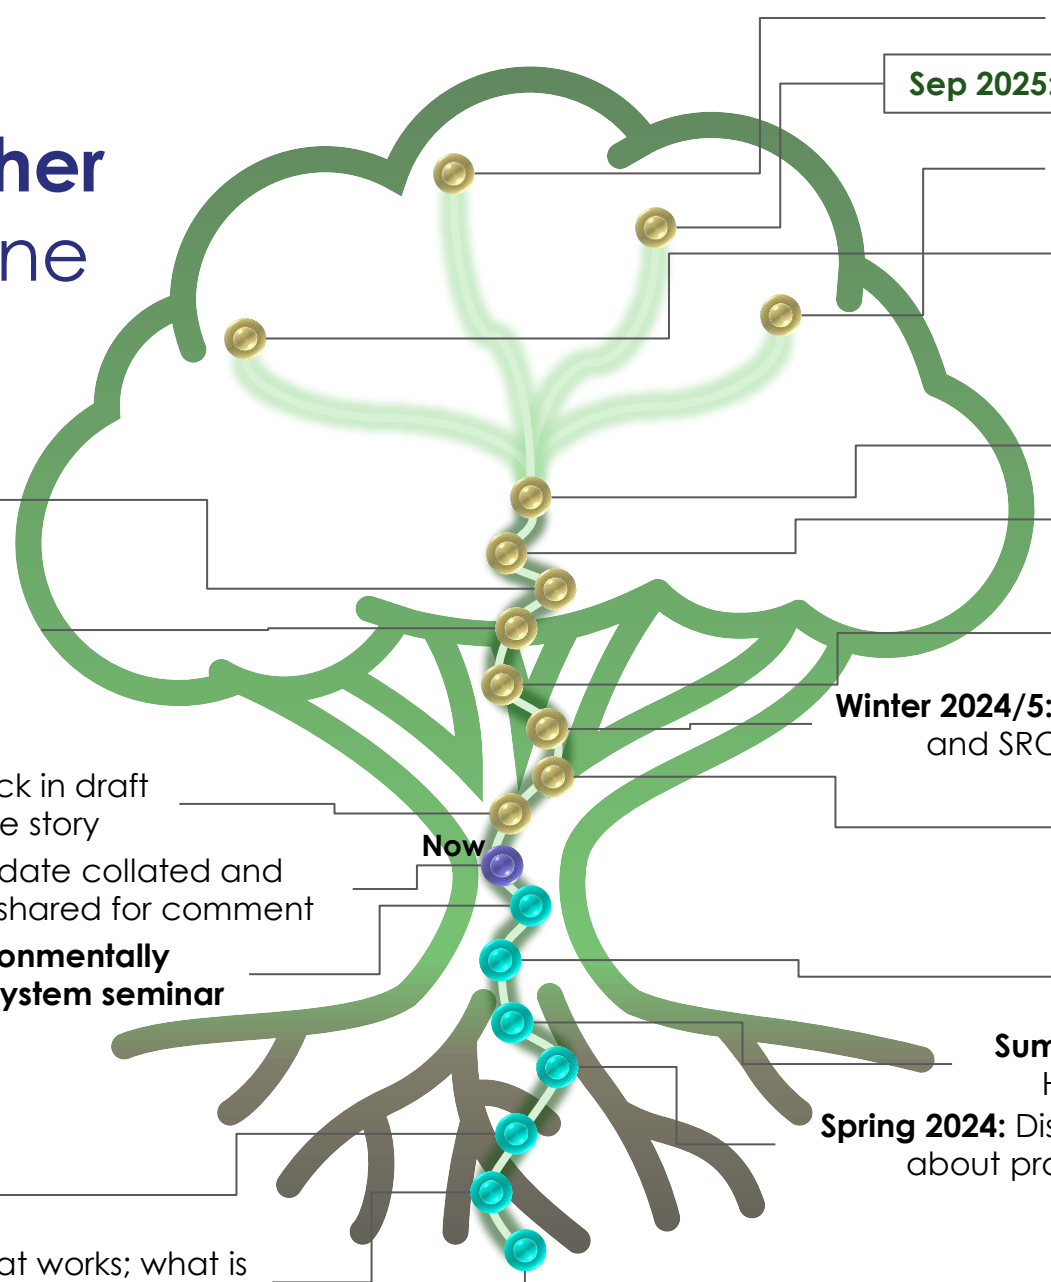 her
ne
Sep 2025:
Winter 2024/5:
and SRO
ck in draft
e story
Now
date collated and
shared for comment
onmentally
ystem seminar
Sum
H
Spring 2024: Dis
about pro
at works; what is